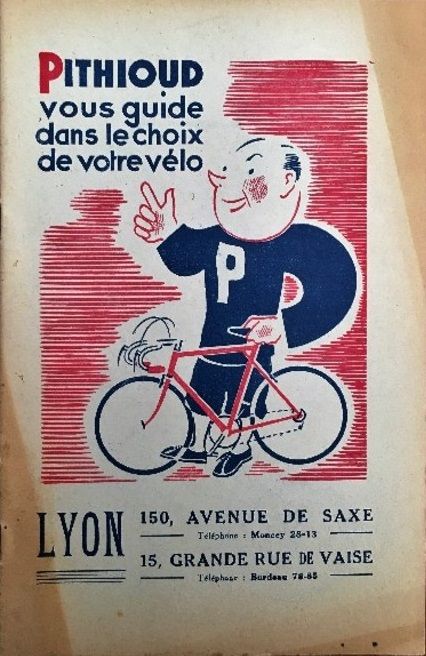 PITHIOUD
vous guide
dans le choix
de votre vélo
P
LYON
150, AVENUE DE SAXE
Téléphone : Moncey 28-13
15, GRANDE RUE DE VAISE
Téléphone : Burdeau 78-85